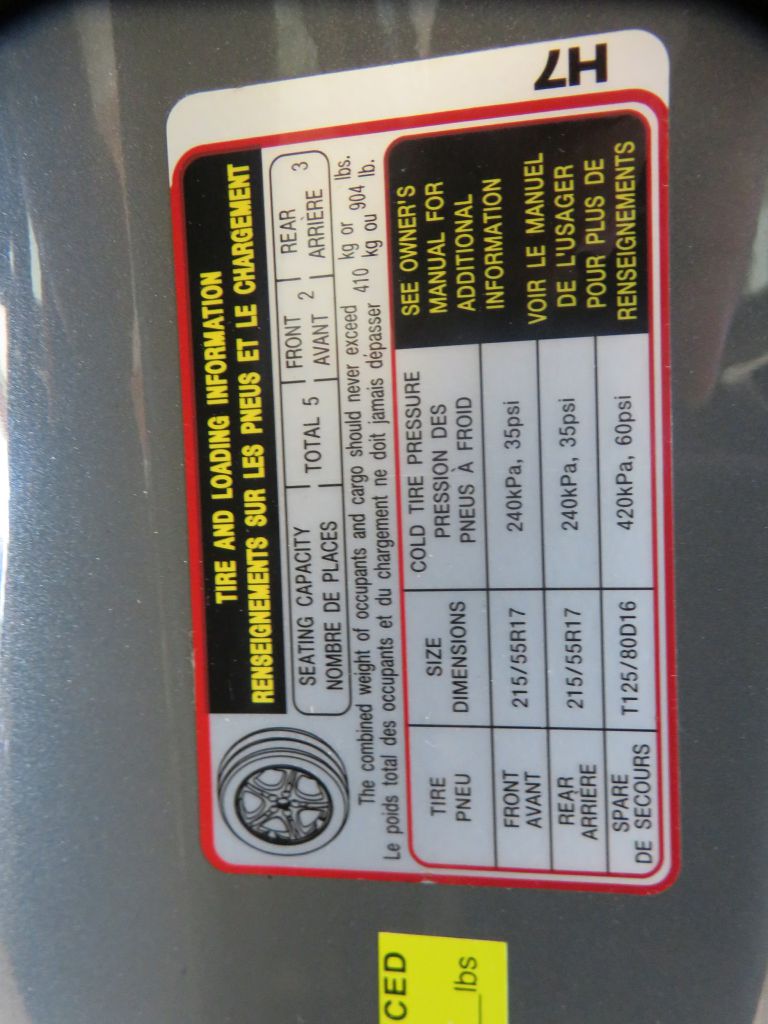 H7
TIRE AND LOADING INFORMATION
RENSEIGNEMENTS SUR LES PNEUS ET LE CHARGEMENT
SEATING CAPACITY
NOMBRE DE PLACES
TOTAL 5
FRONT
AVANT 2
REAR
ARRIÈRE 3
The combined weight of occupants and cargo should never exceed 410 kg or 904 lbs.
Le poids total des occupants et du chargement ne doit jamais dépasser 410 kg ou 904 lb.
TIRE
PNEU
SIZE
DIMENSIONS
COLD TIRE PRESSURE
PRESSION DES
PNEUS À FROID
FRONT
AVANT
215/55R17
240kPa, 35psi
REAR
ARRIÈRE
215/55R17
240kPa, 35psi
SPARE
DE SECOURS
T125/80D16
420kPa, 60psi
SEE OWNER'S
MANUAL FOR
ADDITIONAL
INFORMATION
VOIR LE MANUEL
DE L'USAGER
POUR PLUS DE
RENSEIGNEMENTS
CED
lbs